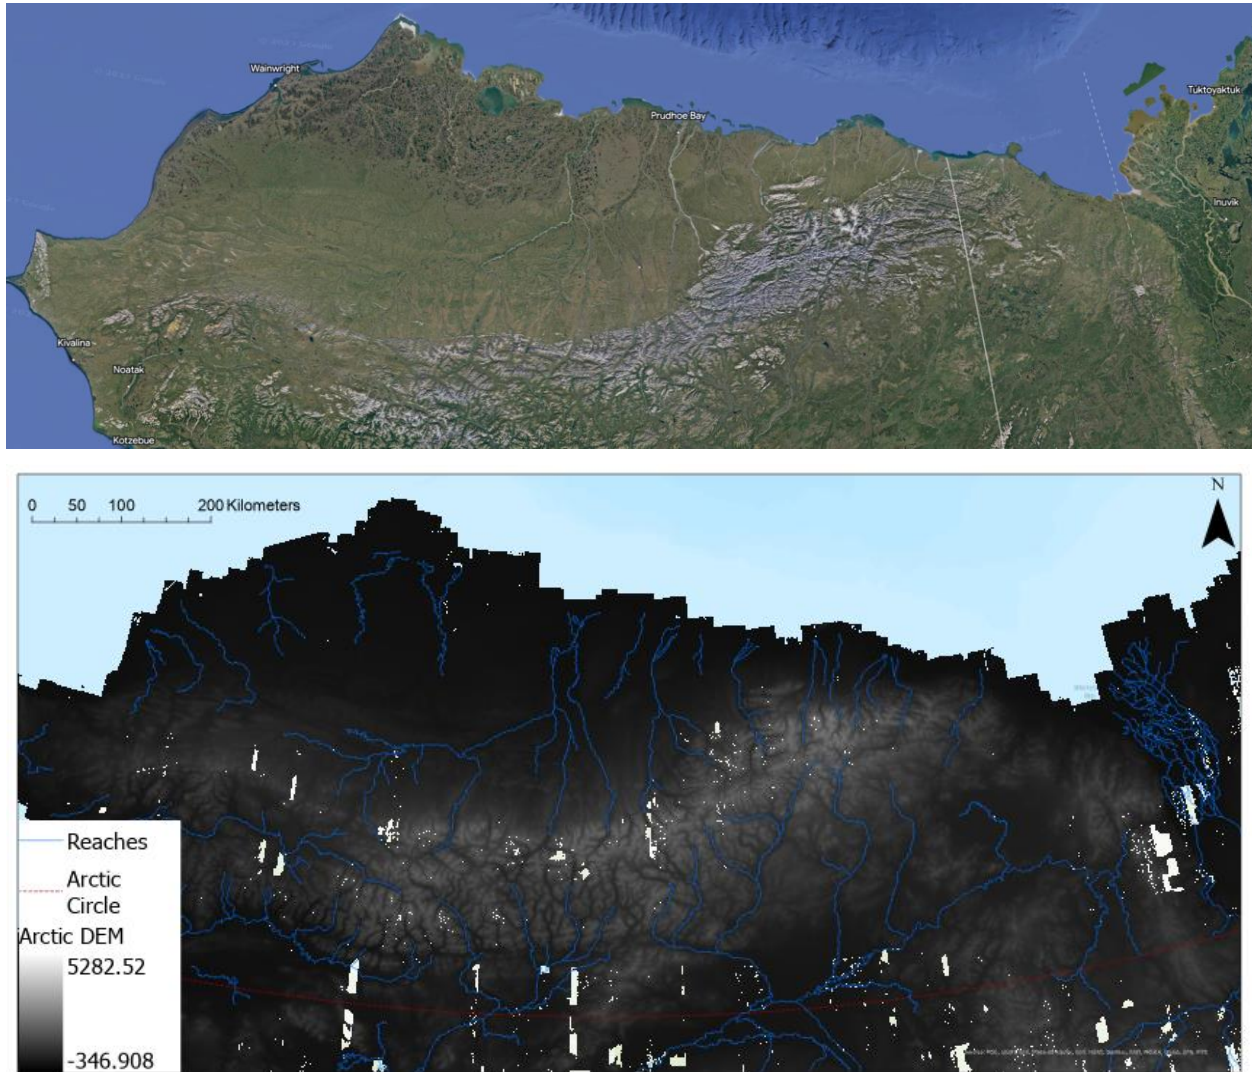 Wainwright
Tuktoyaktuk
Prudhoe Bay
Inuvik
Kivalina
Noatak
Kotzebue
0 50 100 200 Kilometers
N
Reaches
Arctic
Circle
Arctic DEM
5282.52
-346.908